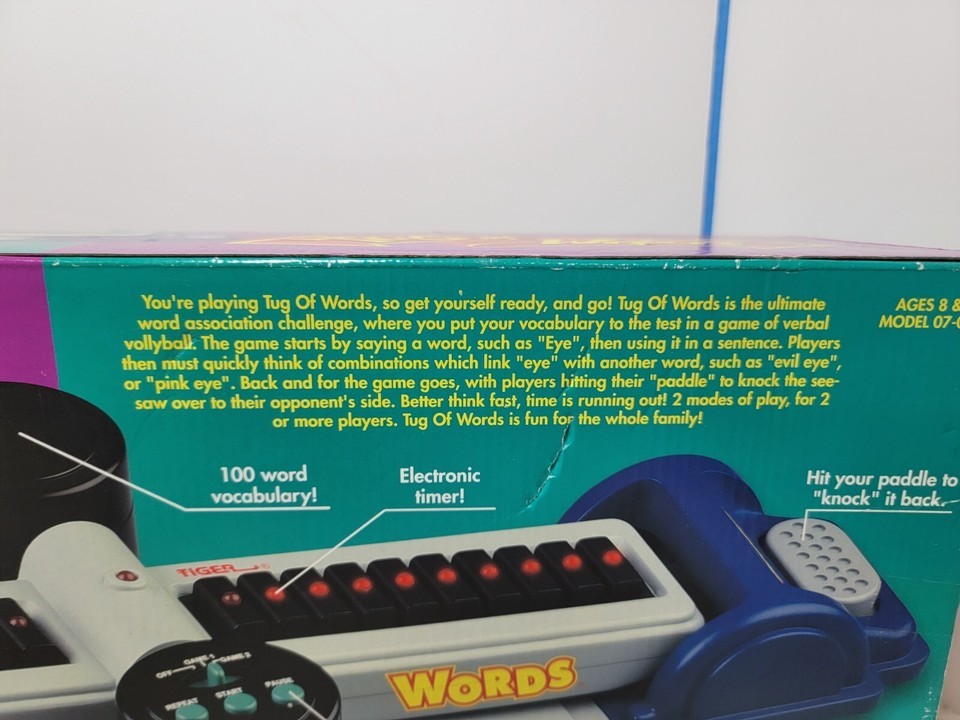 You're playing Tug Of Words, so get yourself ready, and go! Tug Of Words is the ultimate
word association challenge, where you put your vocabulary to the test in a game of verbal
vollyball. The game starts by saying a word, such as "Eye", then using it in a sentence. Players
then must quickly think of combinations which link "eye" with another word, such as "evil eye",
or "pink eye". Back and for the game goes, with players hitting their "paddle" to knock the see-
saw over to their opponent's side. Better think fast, time is running out! 2 modes of play, for 2
or more players. Tug Of Words is fun for the whole family!
AGES 8 &
MODEL 07-0
100 word
vocabulary!
Electronic
timer!
Hit your paddle to
"knock" it back.
TIGER®
WORDS
OFF GAME 1 GAME 2
REPEAT START PAUSE